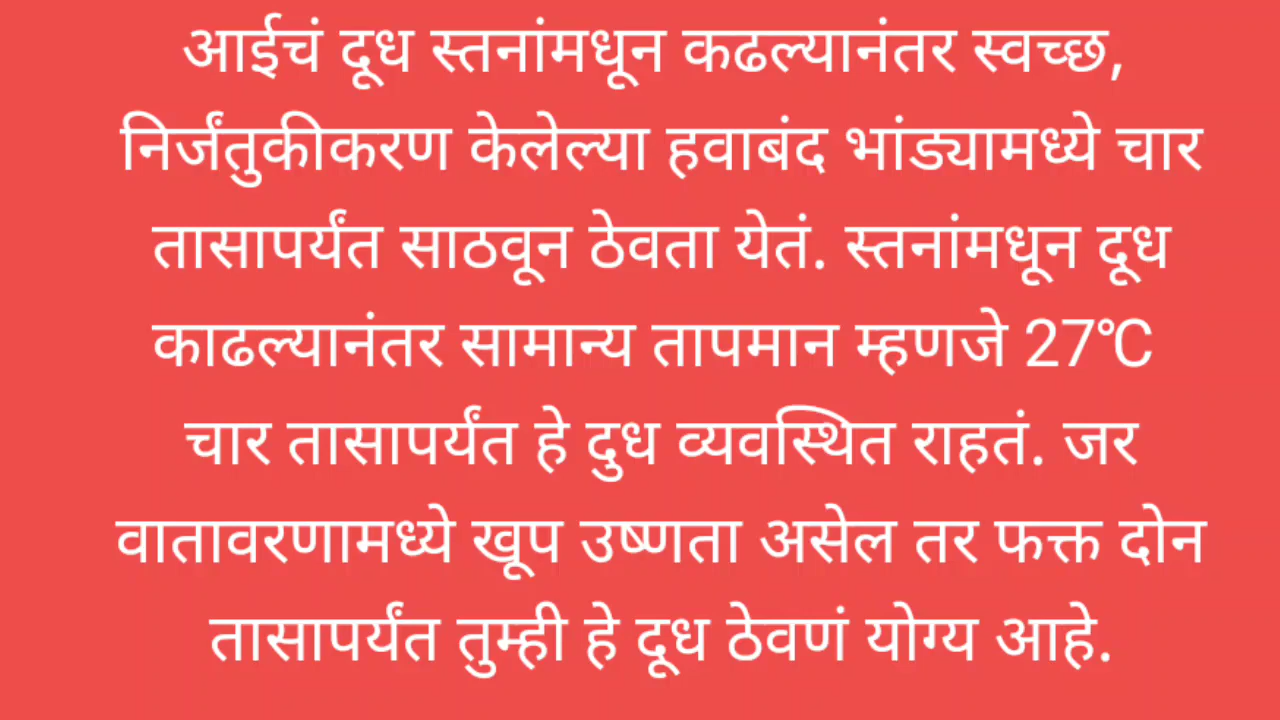 आईचं दूध स्तनांमधून कढल्यानंतर स्वच्छ,
निर्जंतुकीकरण केलेल्या हवाबंद भांड्यामध्ये चार
तासापर्यंत साठवून ठेवता येतं. स्तनांमधून दूध
काढल्यानंतर सामान्य तापमान म्हणजे 27℃
चार तासापर्यंत हे दुध व्यवस्थित राहतं. जर
वातावरणामध्ये खूप उष्णता असेल तर फक्त दोन
तासापर्यंत तुम्ही हे दूध ठेवणं योग्य आहे.